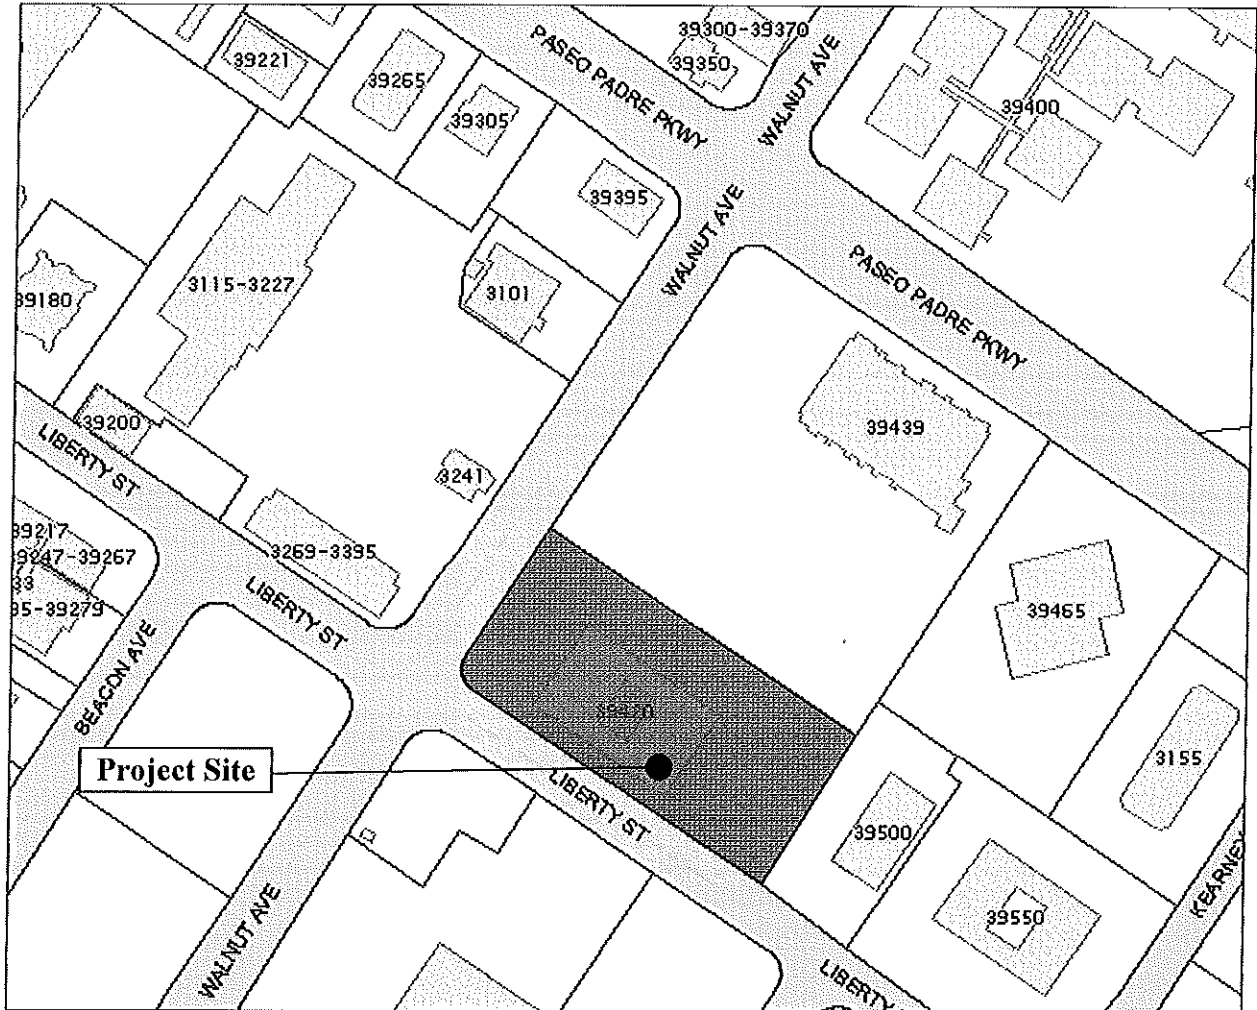 39300-39370
39221
39265
39350
PASEO PADRE PKWY
WALNUT AVE
39305
39400
39395
WALNUT AVE
3115-3227
3101
39180
PASEO PADRE PKWY
39200
39439
LIBERTY ST
3241
39217
39247-39267
3269-3395
LIBERTY ST
39465
BEACON AVE
Project Site
3155
LIBERTY ST
39500
39550
WALNUT AVE
KEARNEY
LIBERTY